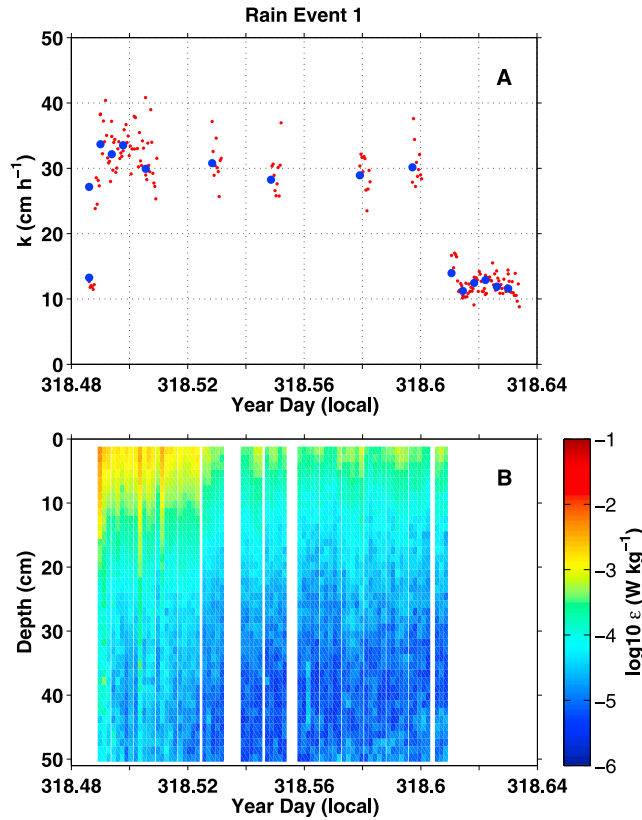 Rain Event 1
A
50
40
30
20
10
0
k (cm h⁻¹)
318.48 318.52 318.56 318.6 318.64
Year Day (local)
B
0
10
20
30
40
50
Depth (cm)
318.48 318.52 318.56 318.6 318.64
Year Day (local)
−1
−2
−3
−4
−5
−6
log10 ε (W kg⁻¹)